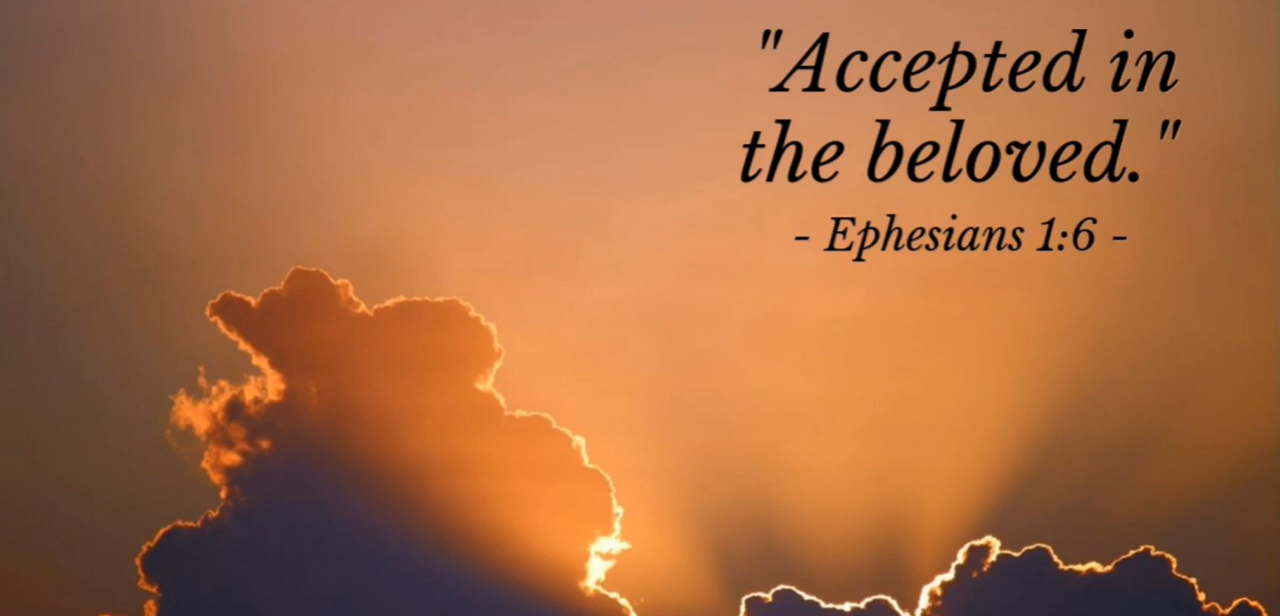 "Accepted in
the beloved."
- Ephesians 1:6 -